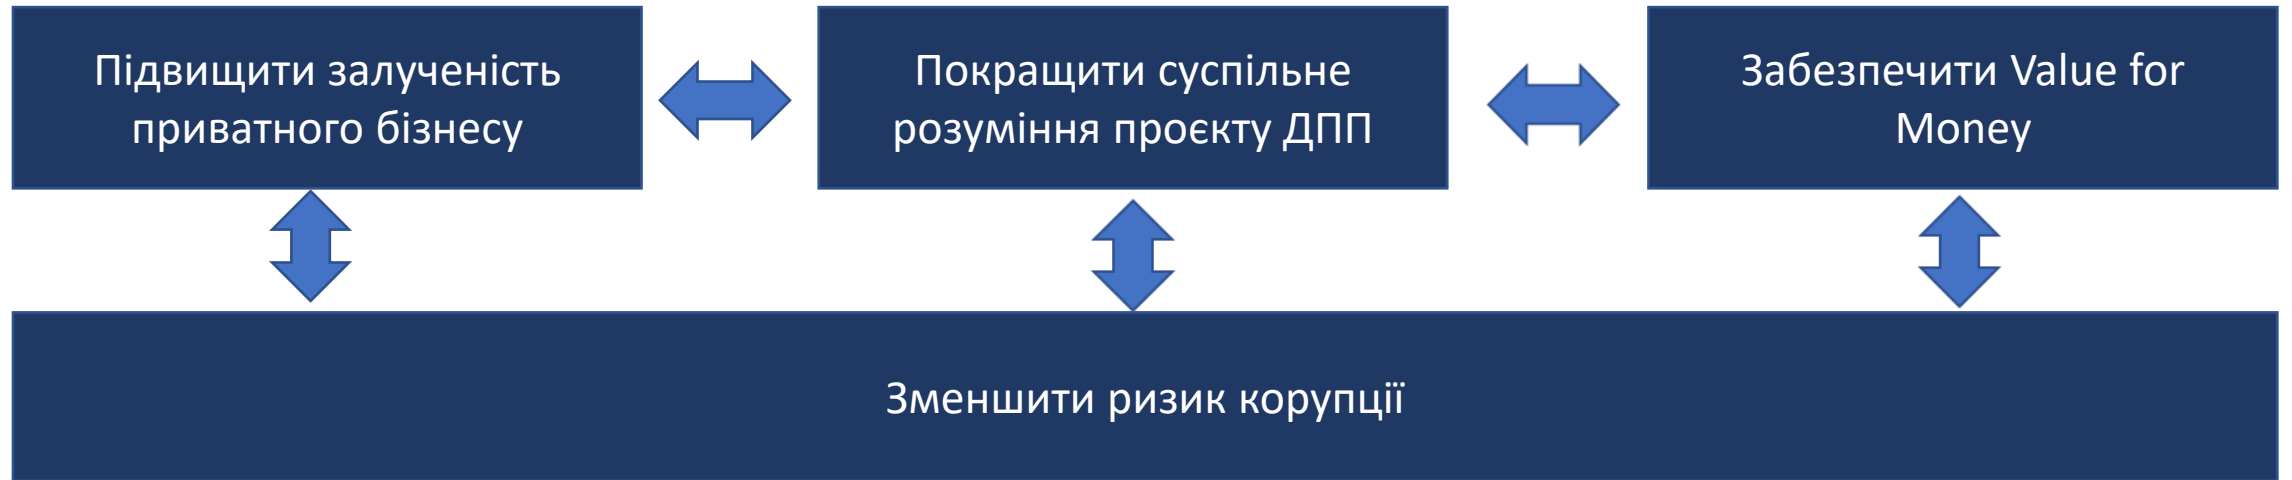 Підвищити залученість
приватного бізнесу
Покращити суспільне
розуміння проєкту ДПП
Забезпечити Value for
Money
Зменшити ризик корупції